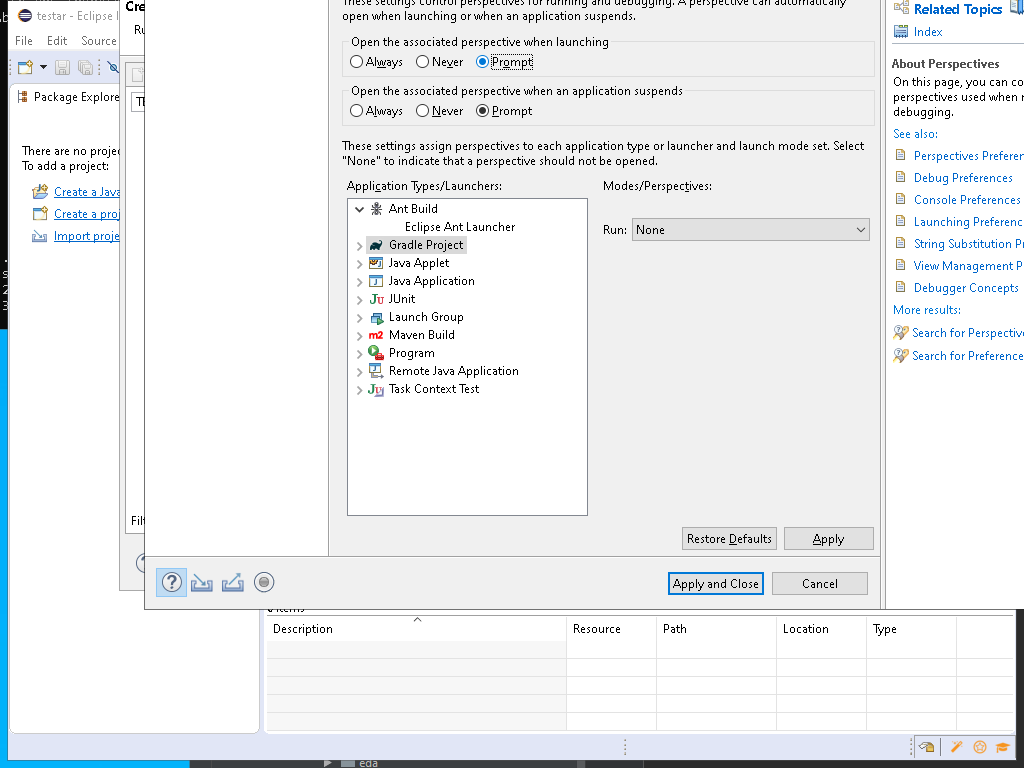 testar - Eclipse I
Cre
File Edit Source
Ru
Package Explore
There are no projec
To add a project:
Create a Java
Create a proj
Import proje
Filt
These settings control perspectives for running and debugging. A perspective can automatically
open when launching or when an application suspends.
Open the associated perspective when launching
Always Never Prompt
Open the associated perspective when an application suspends
Always Never Prompt
These settings assign perspectives to each application type or launcher and launch mode set. Select
"None" to indicate that a perspective should not be opened.
Application Types/Launchers:
Modes/Perspectives:
Ant Build
Eclipse Ant Launcher
Gradle Project
Java Applet
Java Application
JUnit
Launch Group
Maven Build
Program
Remote Java Application
Task Context Test
Run: None
Restore Defaults Apply
Apply and Close Cancel
Related Topics
Index
About Perspectives
On this page, you can co
perspectives used when r
debugging.
See also:
Perspectives Preferen
Debug Preferences
Console Preferences
Launching Preferenc
String Substitution Pr
View Management P
Debugger Concepts
More results:
Search for Perspective
Search for Preference
items
Description Resource Path Location Type
eda